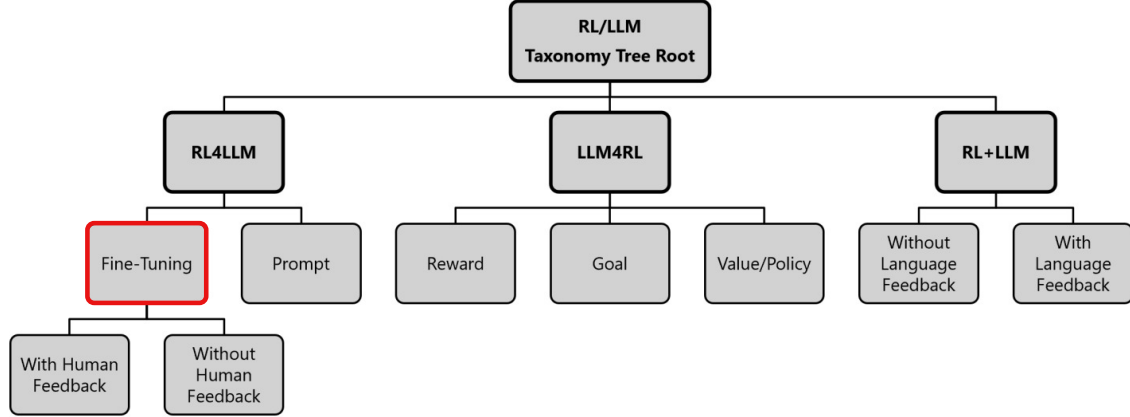 RL/LLM
Taxonomy Tree Root
RL4LLM
LLM4RL
RL+LLM
Fine-Tuning
Prompt
Reward
Goal
Value/Policy
Without
Language
Feedback
With
Language
Feedback
With Human
Feedback
Without
Human
Feedback